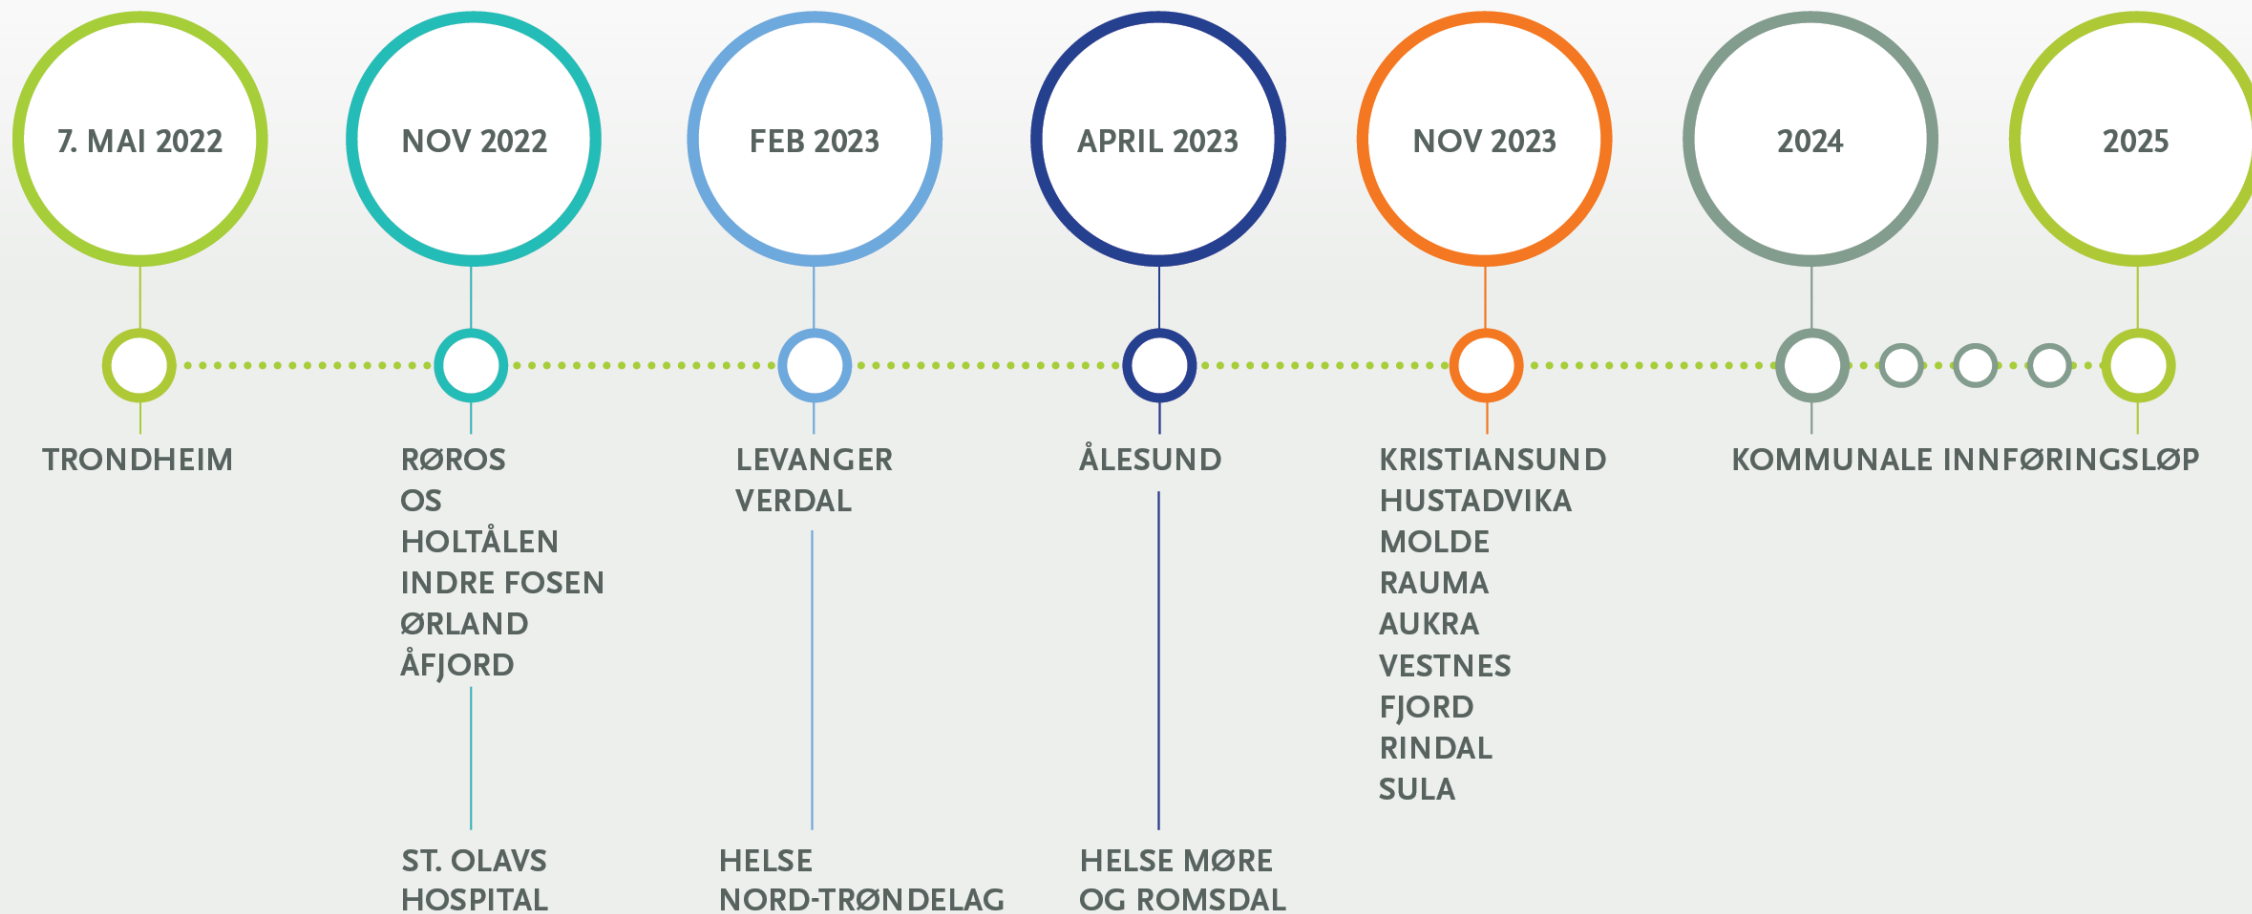 7. MAI 2022
NOV 2022
FEB 2023
APRIL 2023
NOV 2023
2024
2025
TRONDHEIM
RØROS
OS
HOLTÅLEN
INDRE FOSEN
ØRLAND
ÅFJORD
ST. OLAVS
HOSPITAL
LEVANGER
VERDAL
HELSE
NORD-TRØNDELAG
ÅLESUND
HELSE MØRE
OG ROMSDAL
KRISTIANSUND
HUSTADVIKA
MOLDE
RAUMA
AUKRA
VESTNES
FJORD
RINDAL
SULA
KOMMUNALE INNFØRINGSLØP